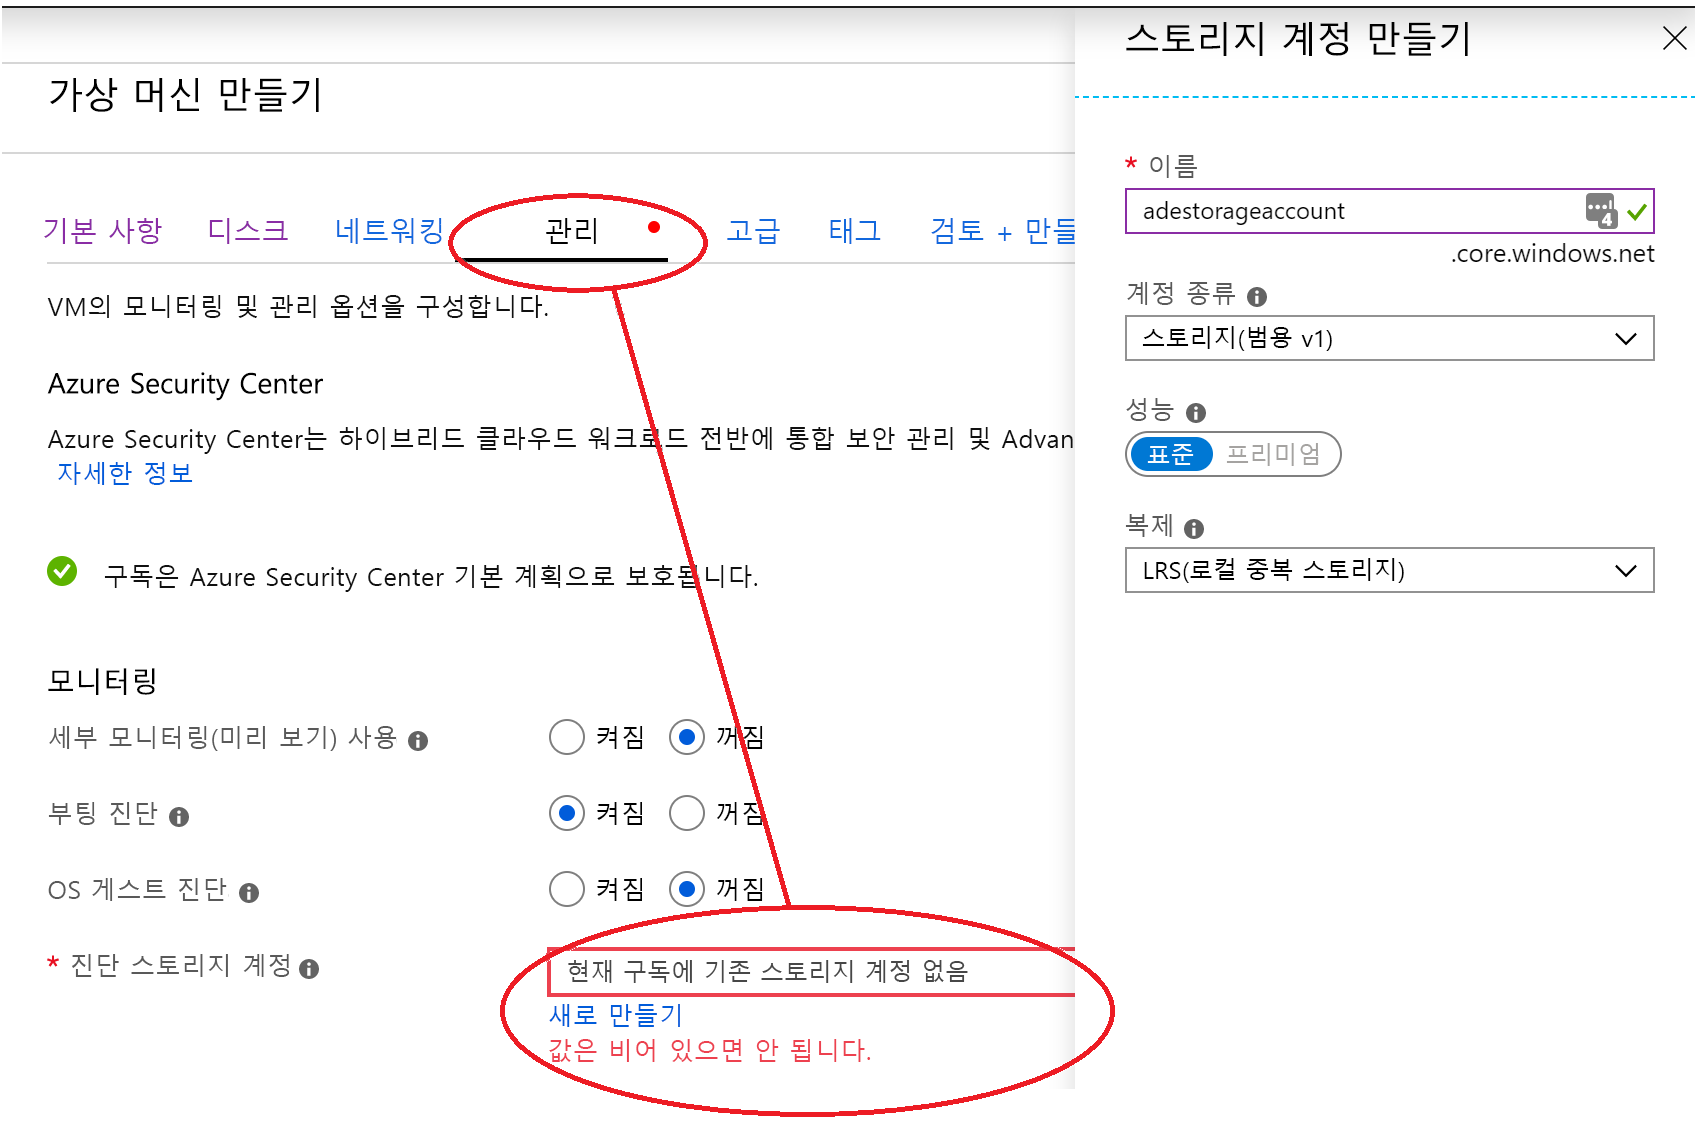 가상 머신 만들기
기본 사항 디스크 네트워킹 관리 고급 태그 검토 + 만들
VM의 모니터링 및 관리 옵션을 구성합니다.
Azure Security Center
Azure Security Center는 하이브리드 클라우드 워크로드 전반에 통합 보안 관리 및 Advan
자세한 정보
구독은 Azure Security Center 기본 계획으로 보호됩니다.
모니터링
세부 모니터링(미리 보기) 사용 켜짐 꺼짐
부팅 진단 켜짐 꺼짐
OS 게스트 진단 켜짐 꺼짐
* 진단 스토리지 계정 현재 구독에 기존 스토리지 계정 없음
새로 만들기
값은 비어 있으면 안 됩니다.
스토리지 계정 만들기
* 이름
adestorageaccount 4
.core.windows.net
계정 종류
스토리지(범용 v1)
성능
표준 프리미엄
복제
LRS(로컬 중복 스토리지)